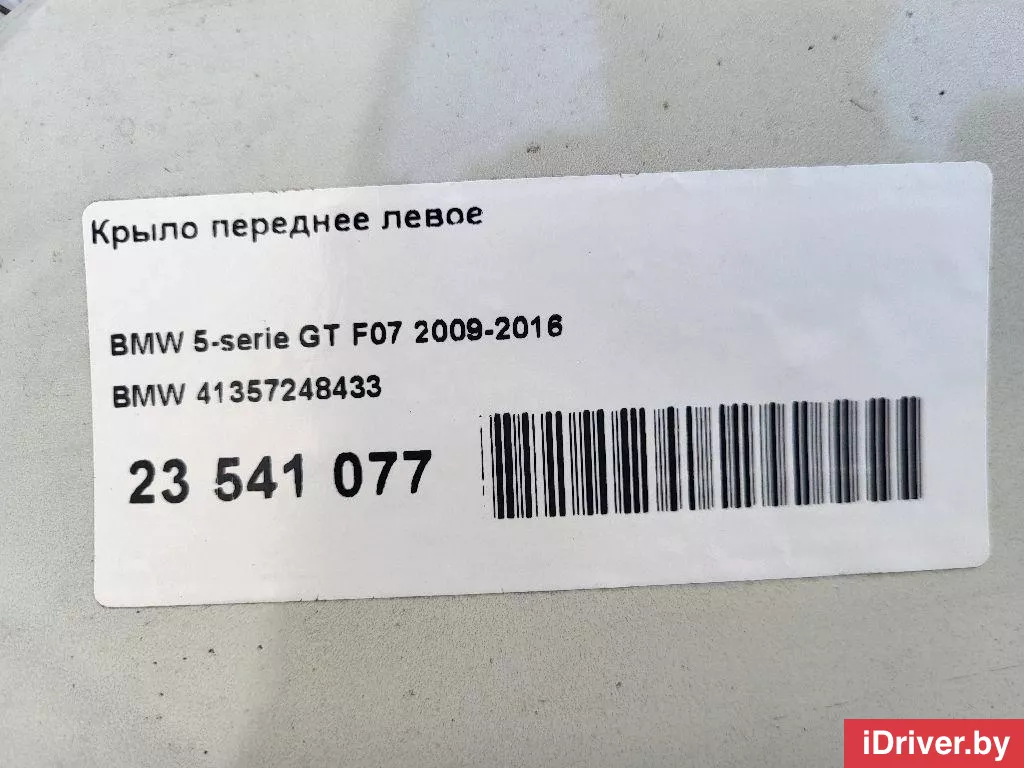 Крыло переднее левое
BMW 5-serie GT F07 2009-2016
BMW 41357248433
23 541 077
iDriver.by